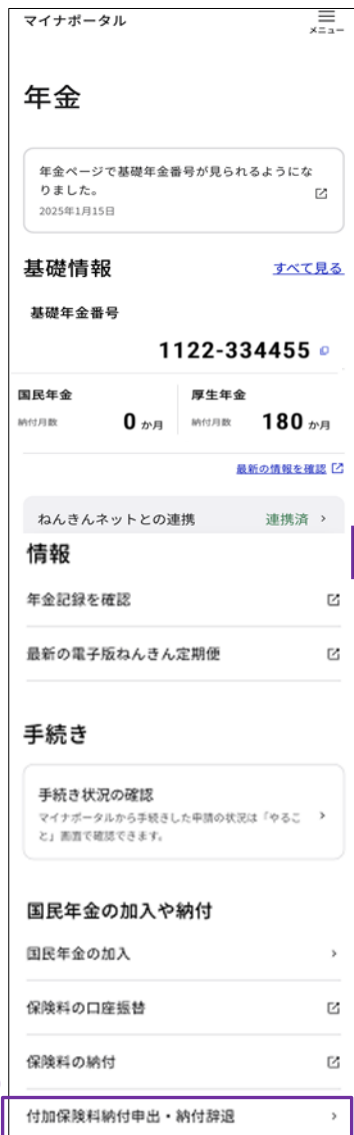 マイナポータル
メニュー
年金
年金ページで基礎年金番号が見られるようにな
りました。
2025年1月15日
基礎情報 すべて見る
基礎年金番号
1122-334455
国民年金 厚生年金
納付月数 0 か月 納付月数 180 か月
最新の情報を確認
ねんきんネットとの連携 連携済
情報
年金記録を確認
最新の電子版ねんきん定期便
手続き
手続き状況の確認
マイナポータルから手続きした申請の状況は「やるこ
と」画面で確認できます。
国民年金の加入や納付
国民年金の加入
保険料の口座振替
保険料の納付
付加保険料納付申出・納付辞退